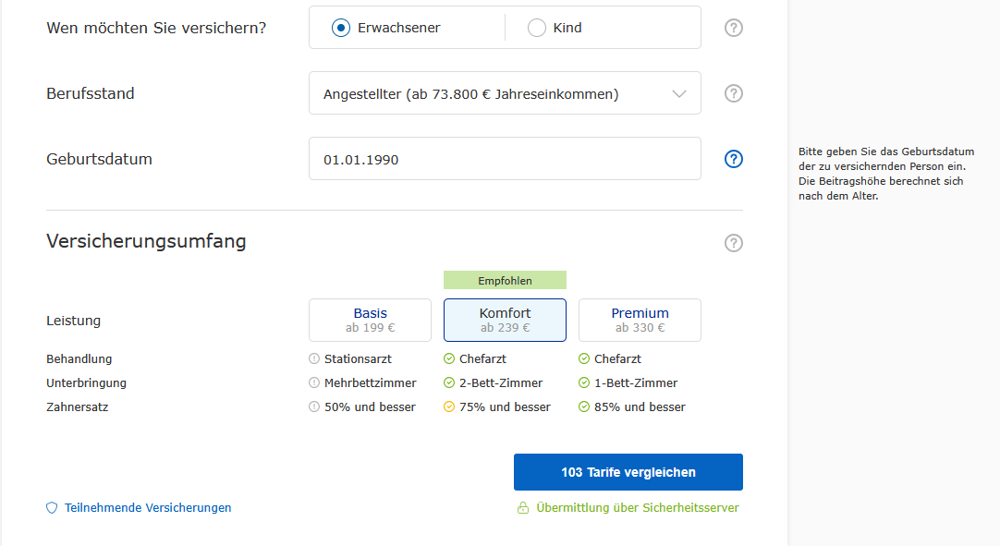 Wen möchten Sie versichern?
Erwachsener
Kind
?
Berufsstand
Angestellter (ab 73.800 € Jahreseinkommen)
?
Geburtsdatum
01.01.1990
?
Bitte geben Sie das Geburtsdatum
der zu versichernden Person ein.
Die Beitragshöhe berechnet sich
nach dem Alter.
Versicherungsumfang
?
Empfohlen
Leistung
Basis
ab 199 €
Komfort
ab 239 €
Premium
ab 330 €
Behandlung
Stationsarzt
Chefarzt
Chefarzt
Unterbringung
Mehrbettzimmer
2-Bett-Zimmer
1-Bett-Zimmer
Zahnersatz
50% und besser
75% und besser
85% und besser
103 Tarife vergleichen
Teilnehmende Versicherungen
Übermittlung über Sicherheitsserver